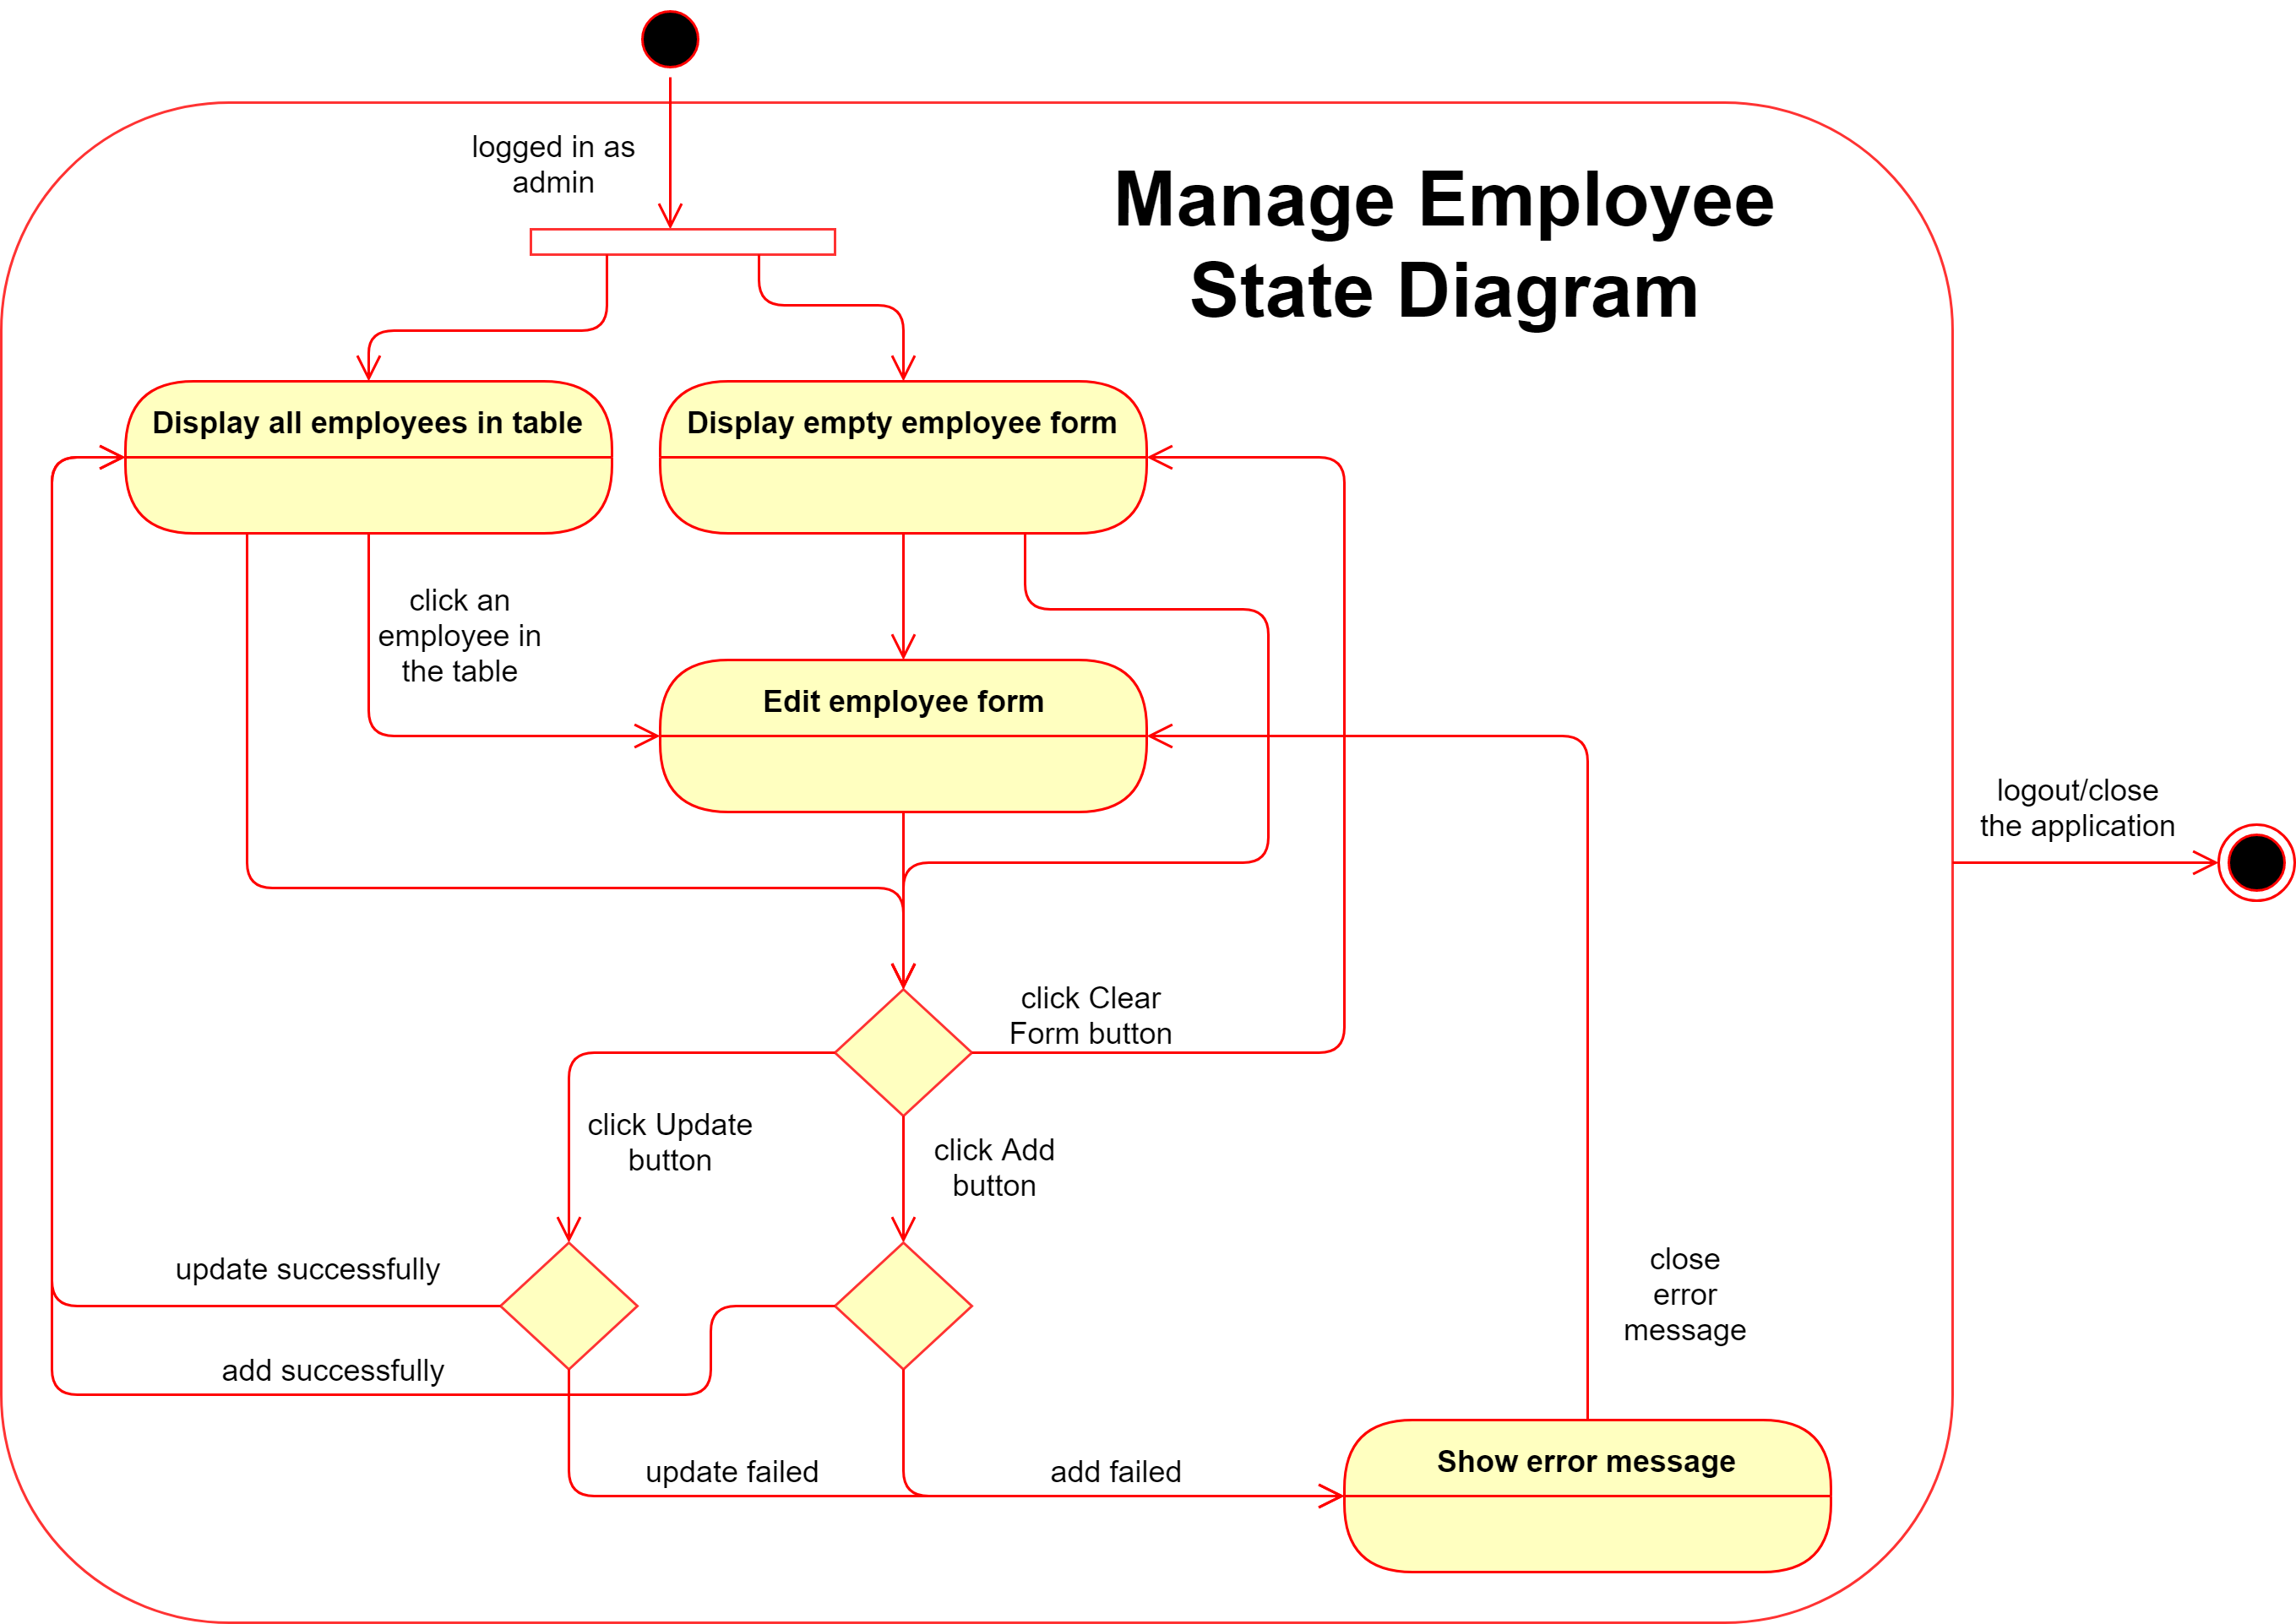 logged in as
admin
Manage Employee
State Diagram
Display all employees in table
Display empty employee form
click an
employee in
the table
Edit employee form
logout/close
the application
click Clear
Form button
click Update
button
click Add
button
update successfully
close
error
message
add successfully
update failed
add failed
Show error message